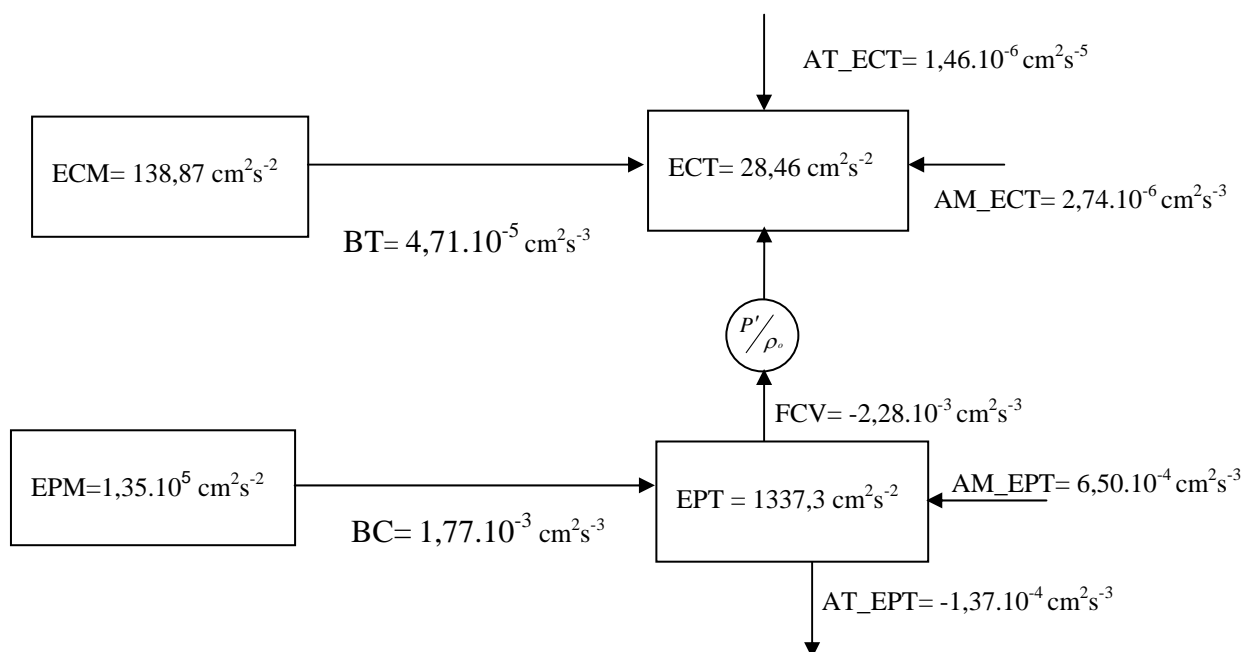 AT_ECT= 1,46.10⁻⁶ cm²s⁻⁵
ECM= 138,87 cm²s⁻²
ECT= 28,46 cm²s⁻²
AM_ECT= 2,74.10⁻⁶ cm²s⁻³
BT= 4,71.10⁻⁵ cm²s⁻³
P'/ρₒ
FCV= -2,28.10⁻³ cm²s⁻³
EPM=1,35.10⁵ cm²s⁻²
EPT = 1337,3 cm²s⁻²
AM_EPT= 6,50.10⁻⁴ cm²s⁻³
BC= 1,77.10⁻³ cm²s⁻³
AT_EPT= -1,37.10⁻⁴ cm²s⁻³